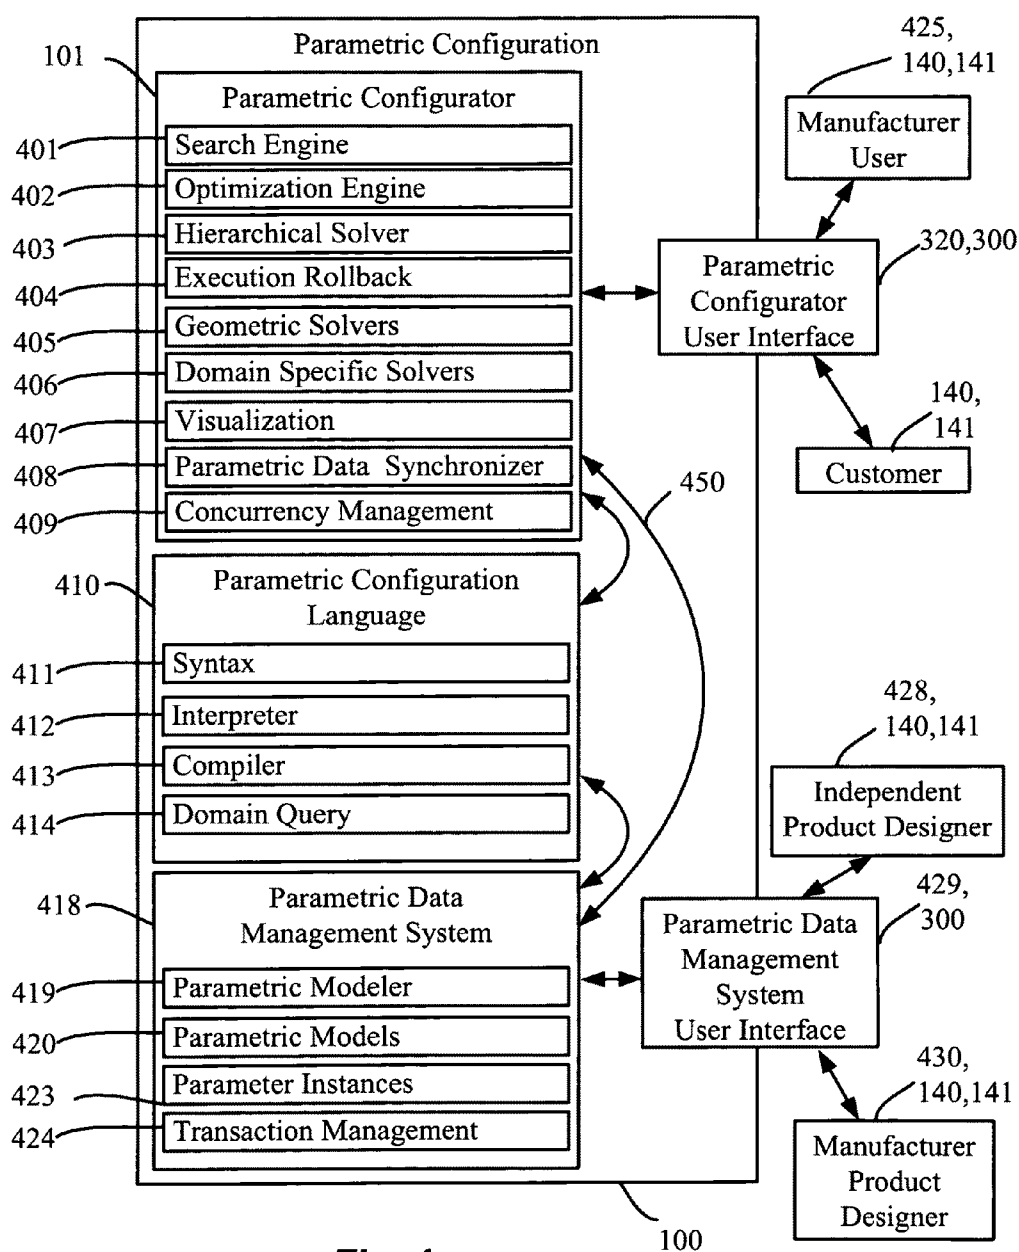 Parametric Configuration
101
Parametric Configurator
401
Search Engine
402
Optimization Engine
403
Hierarchical Solver
404
Execution Rollback
405
Geometric Solvers
406
Domain Specific Solvers
407
Visualization
408
Parametric Data Synchronizer
409
Concurrency Management
410
Parametric Configuration
Language
411
Syntax
412
Interpreter
413
Compiler
414
Domain Query
418
Parametric Data
Management System
419
Parametric Modeler
420
Parametric Models
423
Parameter Instances
424
Transaction Management
425,
140,141
Manufacturer
User
320,300
Parametric
Configurator
User Interface
140,
141
Customer
450
428,
140,141
Independent
Product Designer
429,
300
Parametric Data
Management
System
User Interface
430,
140,141
Manufacturer
Product
Designer
100